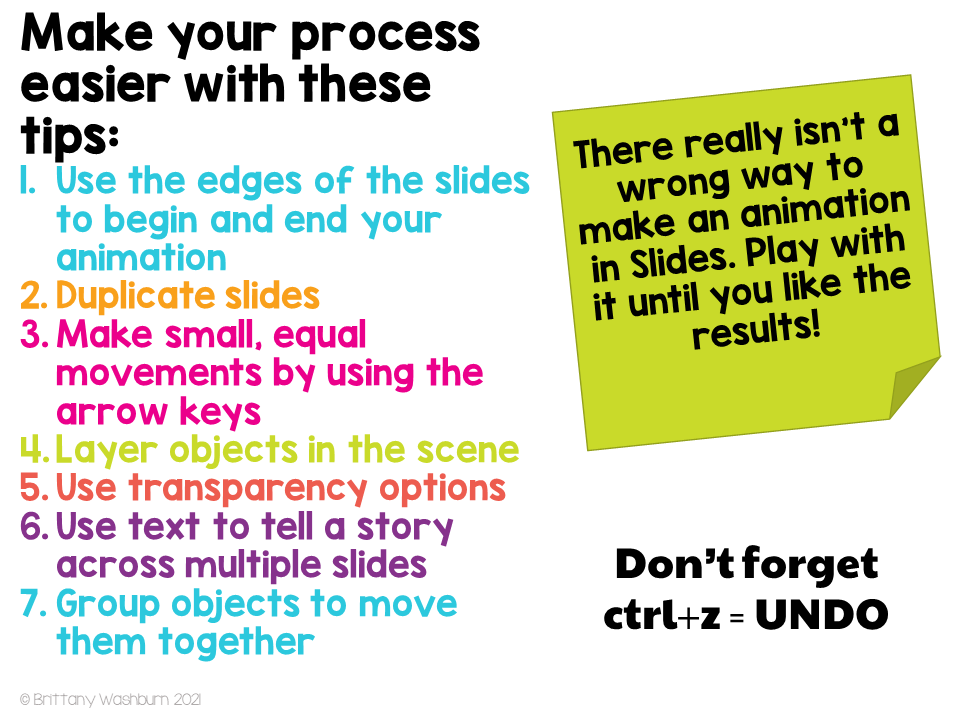 Make your process
easier with these
tips:
1. Use the edges of the slides
to begin and end your
animation
2. Duplicate slides
3. Make small, equal
movements by using the
arrow keys
4. Layer objects in the scene
5. Use transparency options
6. Use text to tell a story
across multiple slides
7. Group objects to move
them together
There really isn't a
wrong way to
make an animation
in Slides. Play with
it until you like the
results!
Don't forget
ctrl+z = UNDO
© Brittany Washburn 2021